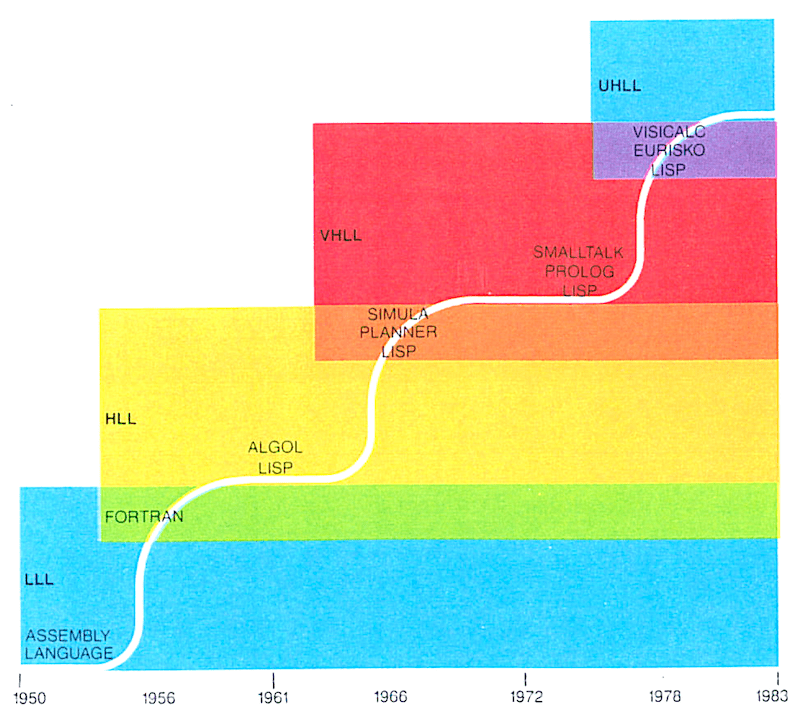 UHLL
VISICALC
EURISKO
LISP
VHLL
SMALLTALK
PROLOG
LISP
SIMULA
PLANNER
LISP
HLL
ALGOL
LISP
FORTRAN
LLL
ASSEMBLY
LANGUAGE
1950 1956 1961 1966 1972 1978 1983